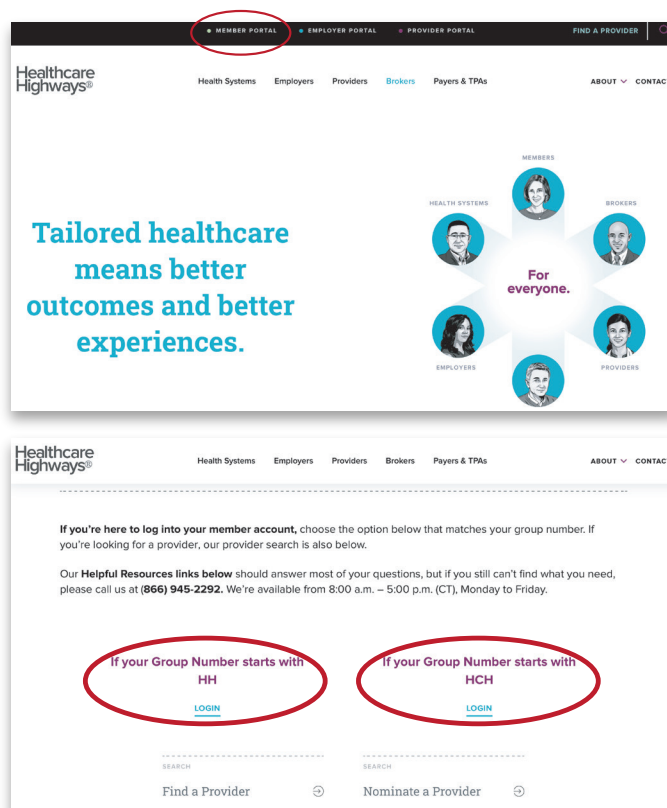 MEMBER PORTAL EMPLOYER PORTAL PROVIDER PORTAL FIND A PROVIDER
Healthcare
Highways®
Health Systems Employers Providers Brokers Payers & TPAs ABOUT CONTAC
MEMBERS
HEALTH SYSTEMS BROKERS
Tailored healthcare
means better
outcomes and better
experiences.
For
everyone.
EMPLOYERS PROVIDERS
Healthcare
Highways®
Health Systems Employers Providers Brokers Payers & TPAs ABOUT CONTAC
If you're here to log into your member account, choose the option below that matches your group number. If
you're looking for a provider, our provider search is also below.
Our Helpful Resources links below should answer most of your questions, but if you still can't find what you need,
please call us at (866) 945-2292. We're available from 8:00 a.m. – 5:00 p.m. (CT), Monday to Friday.
If your Group Number starts with
HH
LOGIN
If your Group Number starts with
HCH
LOGIN
SEARCH
Find a Provider
SEARCH
Nominate a Provider